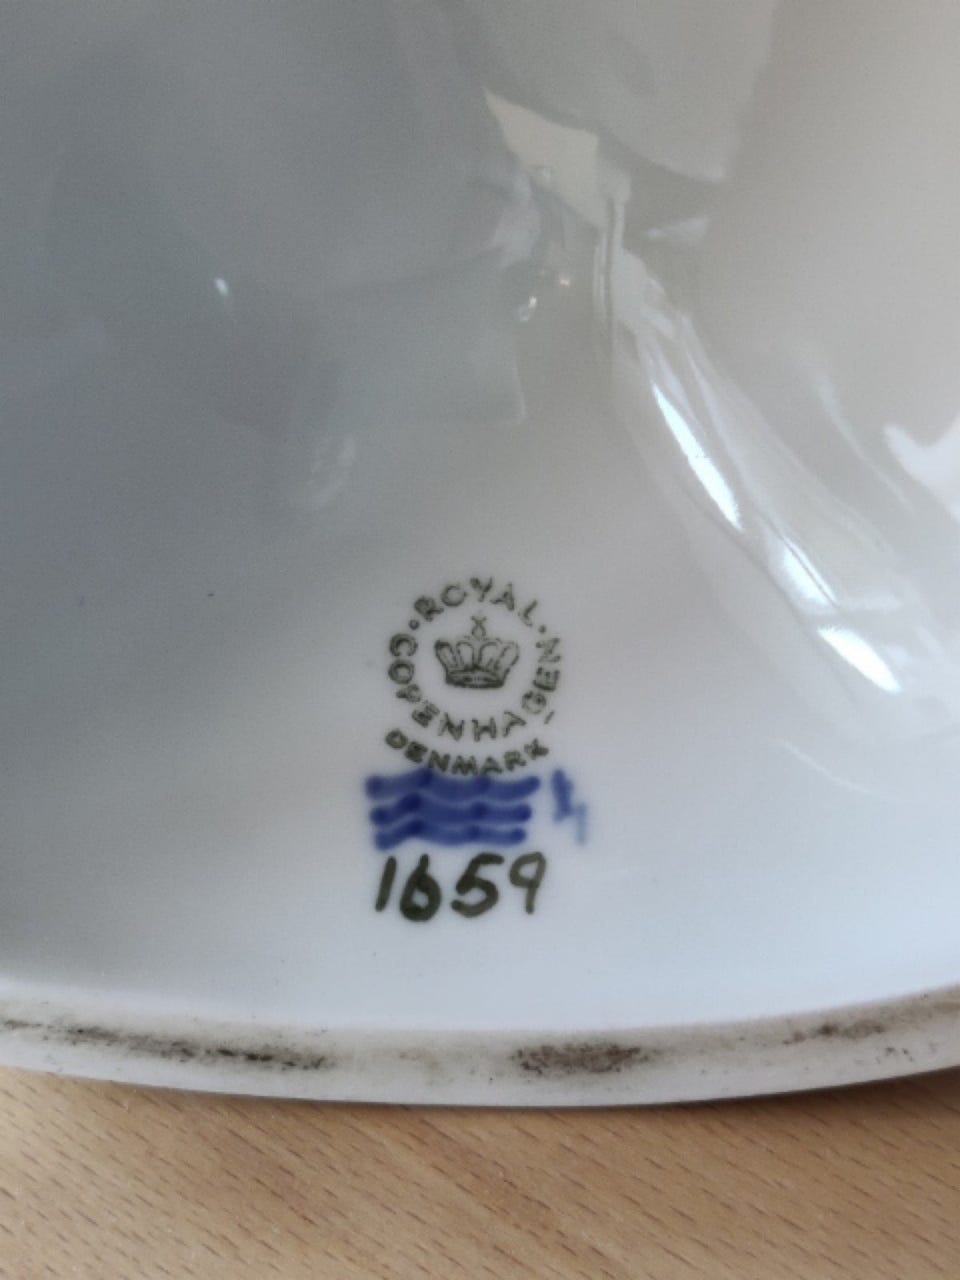 ROYAL
COPENHAGEN
DENMARK
1659